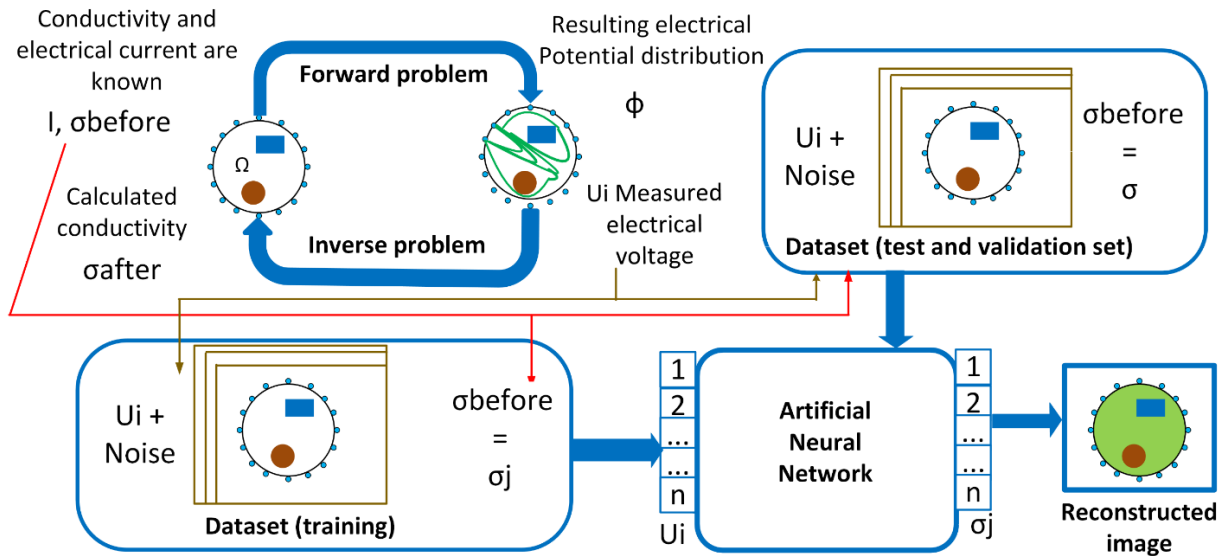 Conductivity and
electrical current are
known
I, σbefore
Forward problem
Resulting electrical
Potential distribution
ϕ
Ω
Calculated
conductivity
σafter
Inverse problem
Ui Measured
electrical
voltage
Ui +
Noise
σbefore
=
σ
Dataset (test and validation set)
Ui +
Noise
σbefore
=
σj
Dataset (training)
1
2
...
...
n
Ui
Artificial
Neural
Network
1
2
...
...
n
σj
Reconstructed
image